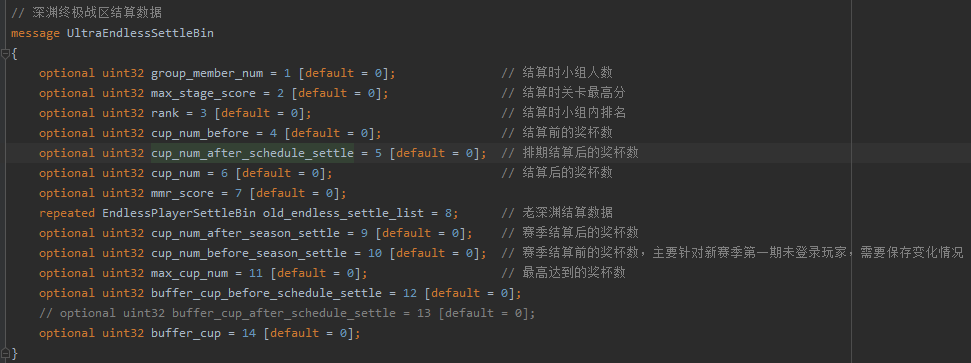 // 深渊终极战区结算数据
message UltraEndlessSettleBin
{
optional uint32 group_member_num = 1 [default = 0]; // 结算时小组人数
optional uint32 max_stage_score = 2 [default = 0]; // 结算时关卡最高分
optional uint32 rank = 3 [default = 0]; // 结算时小组内排名
optional uint32 cup_num_before = 4 [default = 0]; // 结算前的奖杯数
optional uint32 cup_num_after_schedule_settle = 5 [default = 0]; // 排期结算后的奖杯数
optional uint32 cup_num = 6 [default = 0]; // 结算后的奖杯数
optional uint32 mmr_score = 7 [default = 0];
repeated EndlessPlayerSettleBin old_endless_settle_list = 8; // 老深渊结算数据
optional uint32 cup_num_after_season_settle = 9 [default = 0]; // 赛季结算后的奖杯数
optional uint32 cup_num_before_season_settle = 10 [default = 0]; // 赛季结算前的奖杯数，主要针对新赛季第一期未登录玩家，需要保存变化情况
optional uint32 max_cup_num = 11 [default = 0]; // 最高达到的奖杯数
optional uint32 buffer_cup_before_schedule_settle = 12 [default = 0];
// optional uint32 buffer_cup_after_schedule_settle = 13 [default = 0];
optional uint32 buffer_cup = 14 [default = 0];
}